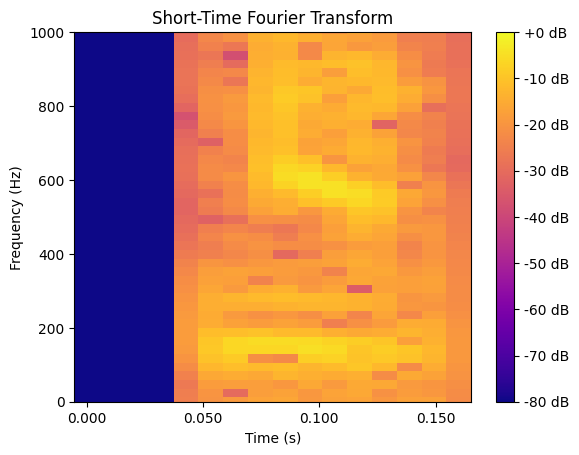 Short-Time Fourier Transform
1000
800
600
400
200
0
Frequency (Hz)
0.000
0.050
0.100
0.150
Time (s)
+0 dB
-10 dB
-20 dB
-30 dB
-40 dB
-50 dB
-60 dB
-70 dB
-80 dB